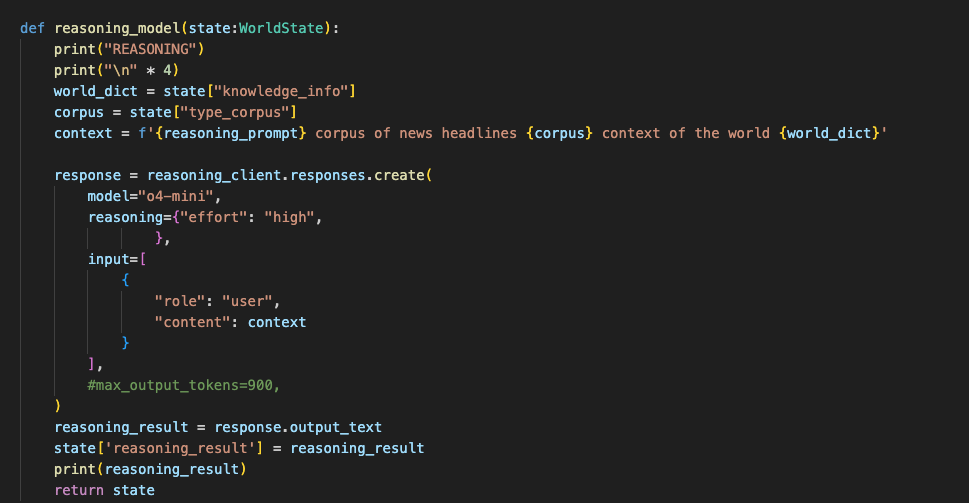 def reasoning_model(state:WorldState):
    print("REASONING")
    print("\n" * 4)
    world_dict = state["knowledge_info"]
    corpus = state["type_corpus"]
    context = f'{reasoning_prompt} corpus of news headlines {corpus} context of the world {world_dict}'

    response = reasoning_client.responses.create(
        model="o4-mini",
        reasoning={"effort": "high",
                },
        input=[
            {
                "role": "user",
                "content": context
            }
        ],
        #max_output_tokens=900,
    )
    reasoning_result = response.output_text
    state['reasoning_result'] = reasoning_result
    print(reasoning_result)
    return state